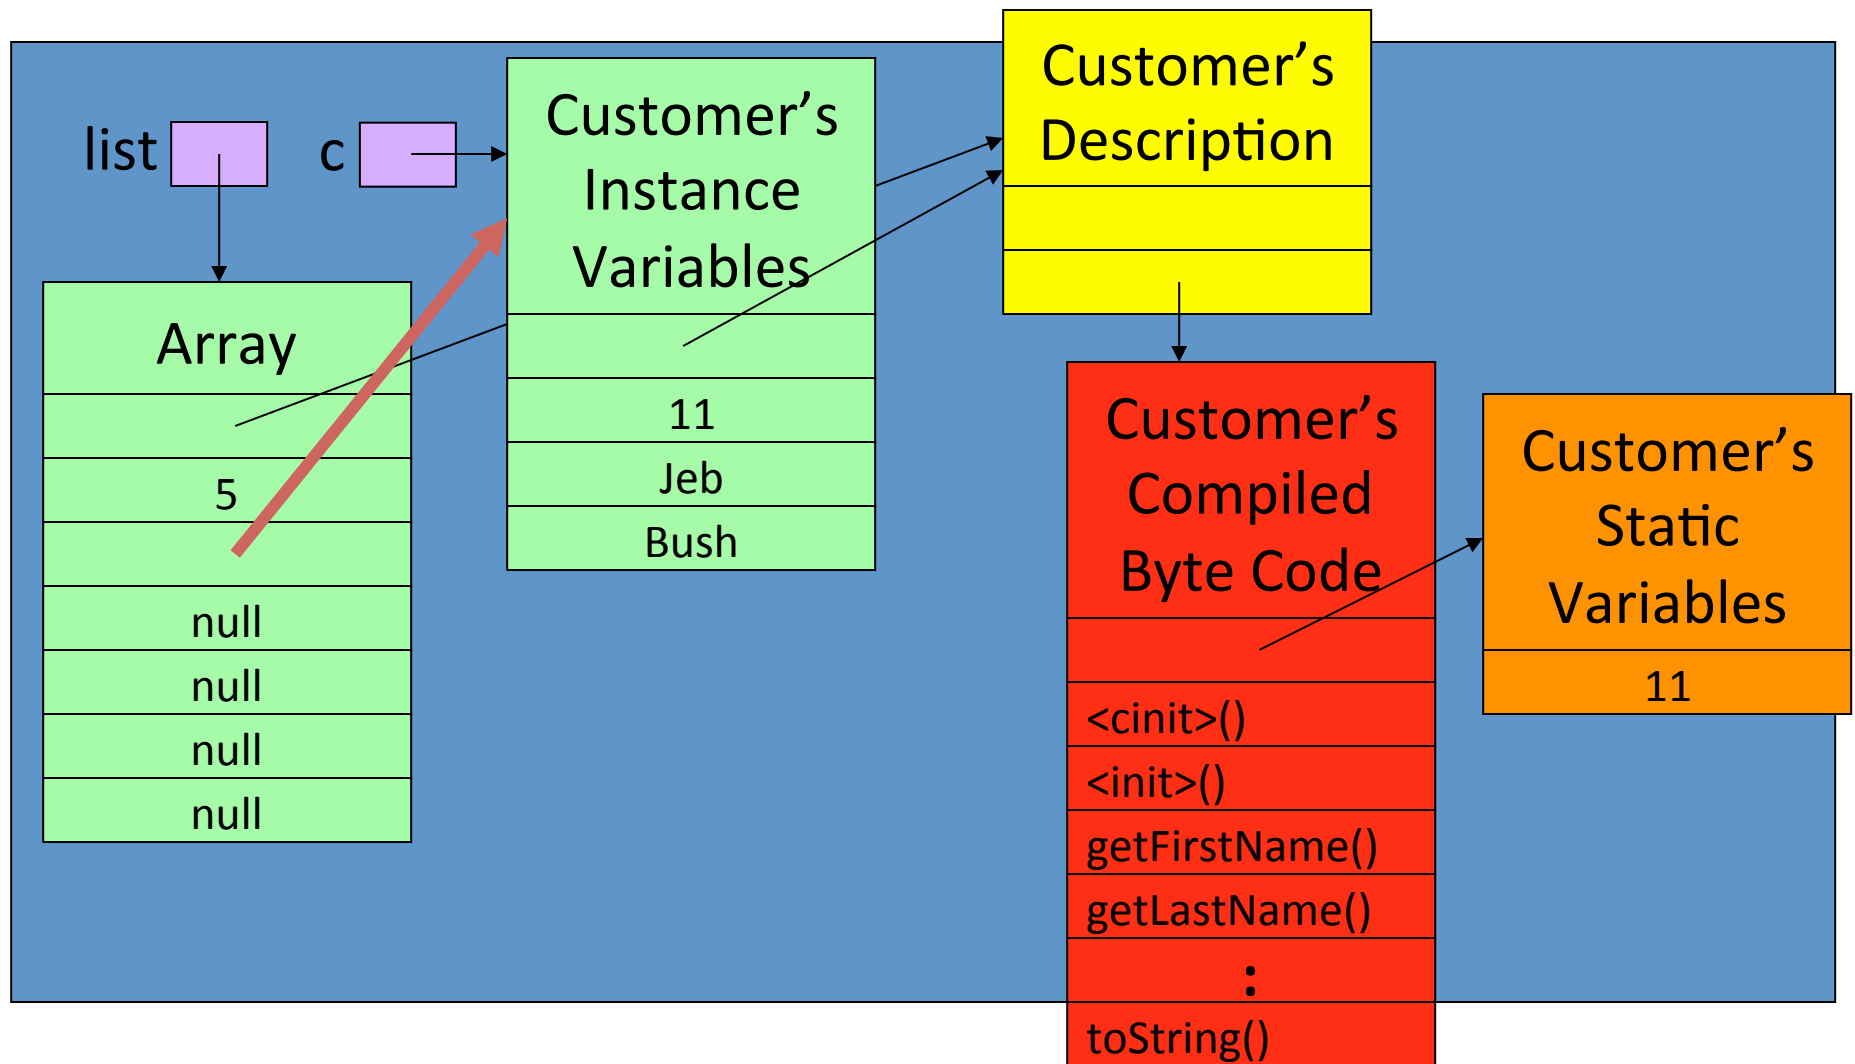 list
c
Array
5
null
null
null
null
Customer’s
Instance
Variables
11
Jeb
Bush
Customer’s
Description
Customer’s
Compiled
Byte Code
<cinit>()
<init>()
getFirstName()
getLastName()
:
toString()
Customer’s
Static
Variables
11